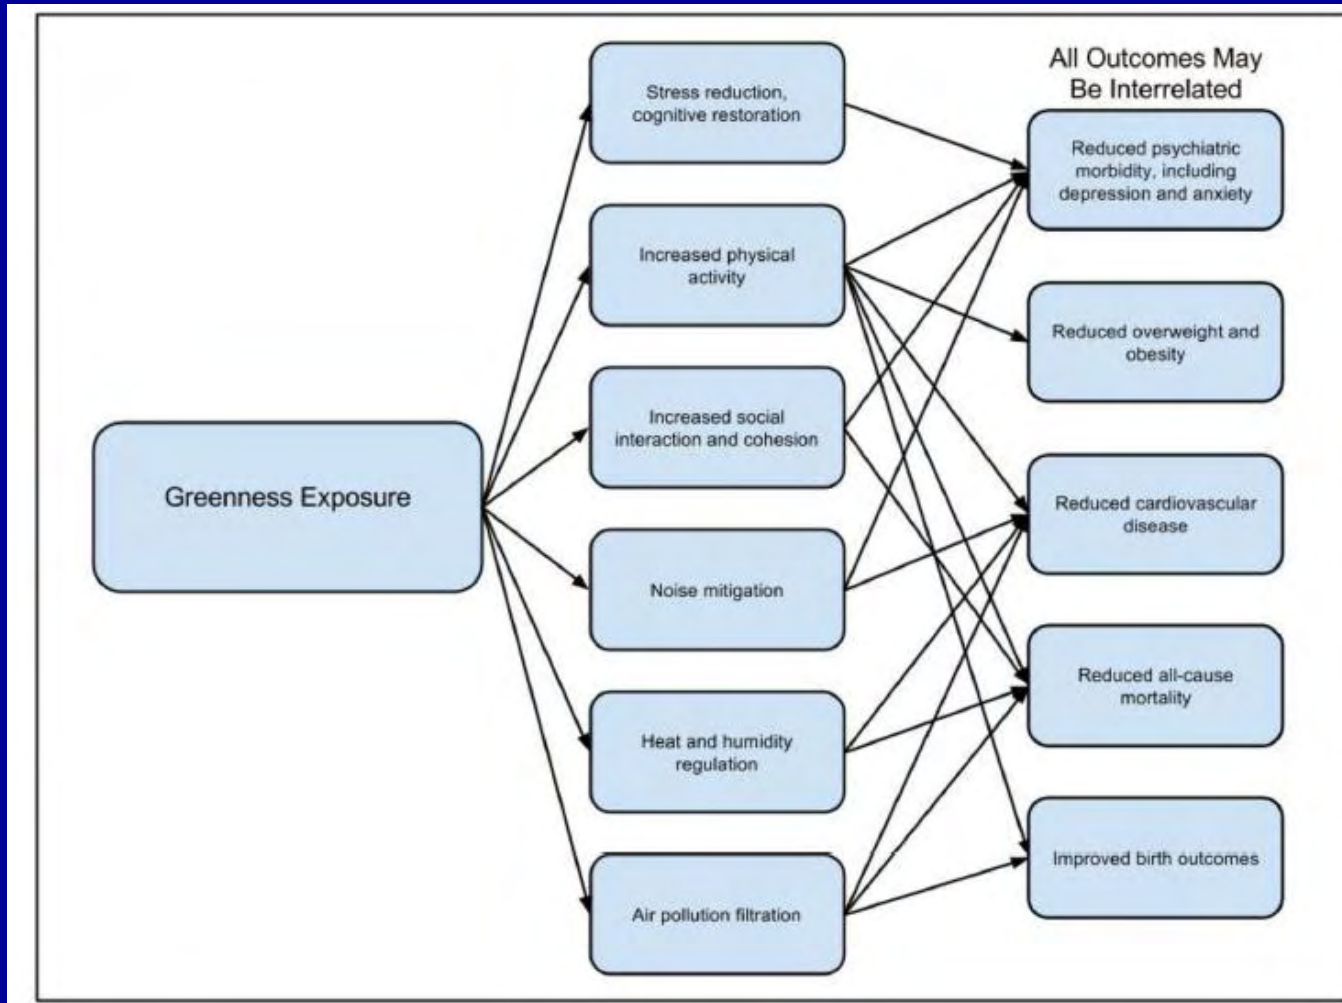 All Outcomes May
Be Interrelated
Greenness Exposure
Stress reduction,
cognitive restoration
Increased physical
activity
Increased social
interaction and cohesion
Noise mitigation
Heat and humidity
regulation
Air pollution filtration
Reduced psychiatric
morbidity, including
depression and anxiety
Reduced overweight and
obesity
Reduced cardiovascular
disease
Reduced all-cause
mortality
Improved birth outcomes